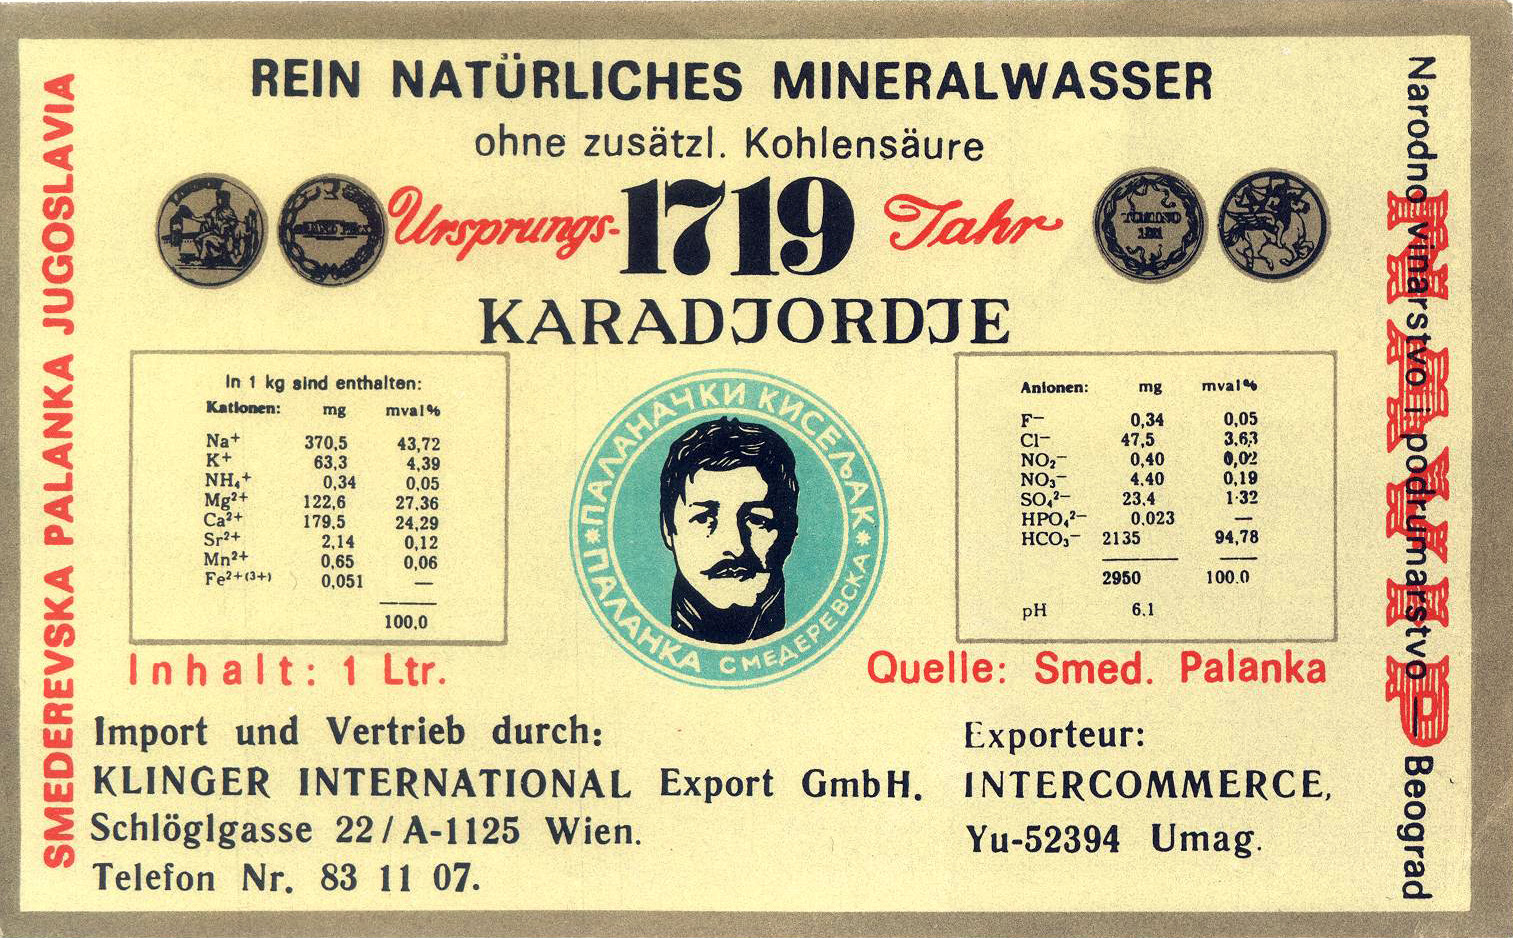 REIN NATÜRLICHES MINERALWASSER
ohne zusätzl. Kohlensäure
Ursprungs- 1719 Jahr
KARADJORDJE
SMEDEREVSKA PALANKA JUGOSLAVIA
In 1 kg sind enthalten:
Kationen: mg mval%
Na⁺ 370,5 43,72
K⁺ 63,3 4,39
NH₄⁺ 0,34 0,05
Mg²⁺ 122,6 27,36
Ca²⁺ 179,5 24,29
Sr²⁺ 2,14 0,12
Mn²⁺ 0,65 0,06
Fe²⁺⁽³⁺⁾ 0,051 —
100,0
ПАЛАНАЧКИ КИСЕЉАК
СМЕДЕРЕВСКА ПАЛАНКА
Anionen: mg mval%
F⁻ 0,34 0,05
Cl⁻ 47,5 3,63
NO₂⁻ 0,40 0,02
NO₃⁻ 4.40 0,19
SO₄²⁻ 23,4 1·32
HPO₄²⁻ 0.023 —
HCO₃⁻ 2135 94,78
2950 100.0
pH 6,1
Inhalt: 1 Ltr.
Quelle: Smed. Palanka
Import und Vertrieb durch:
KLINGER INTERNATIONAL Export GmbH.
Schlöglgasse 22/A-1125 Wien.
Telefon Nr. 83 11 07.
Exporteur:
INTERCOMMERCE,
Yu-52394 Umag.
Narodno vinarstvo i podrumarstvo — Beograd
NAVIP